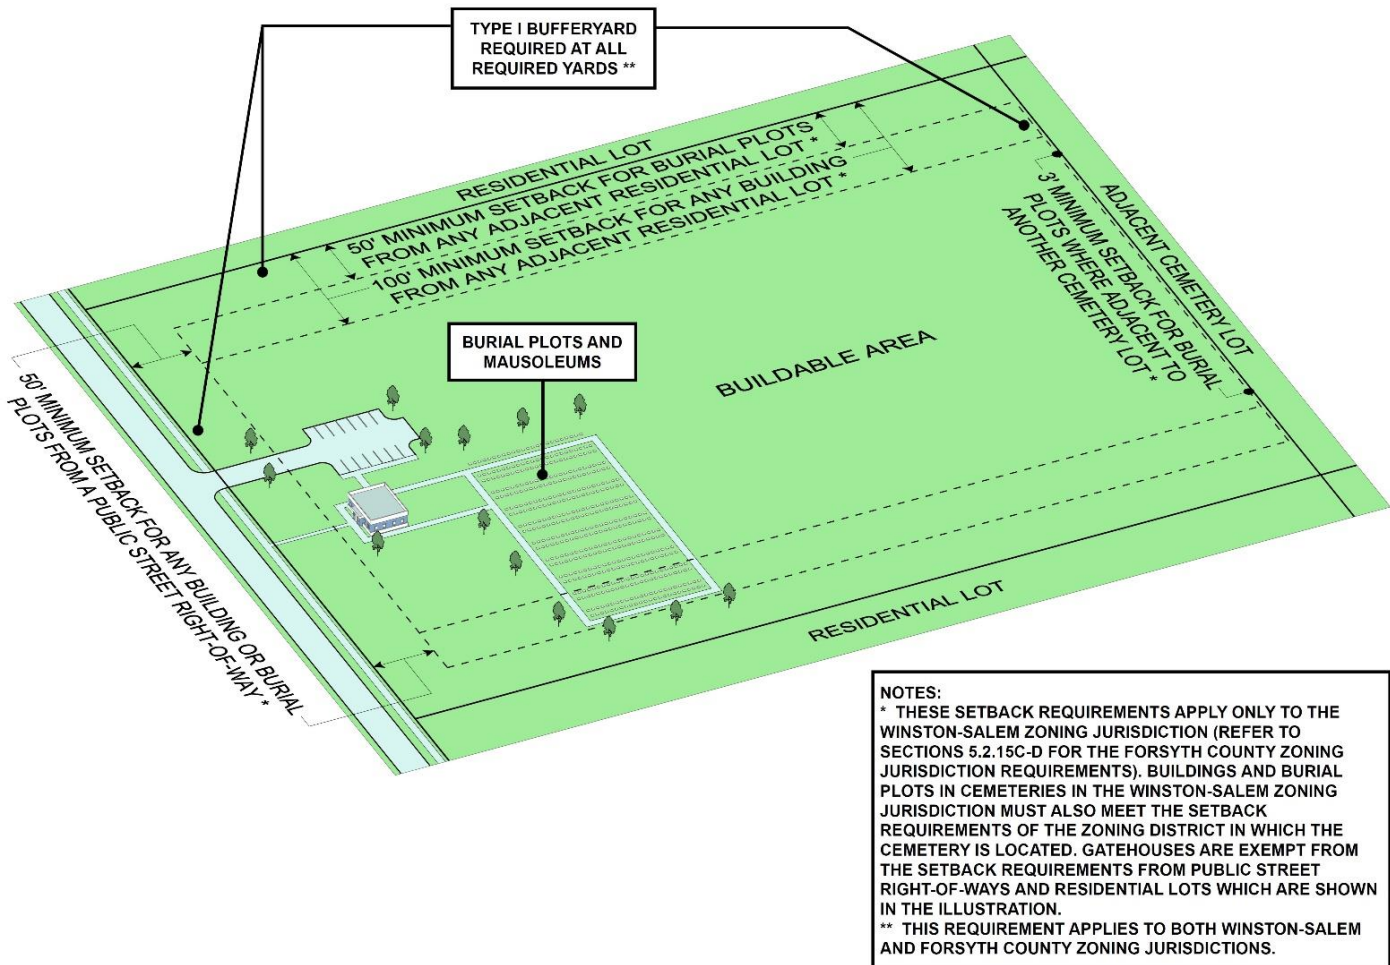 TYPE I BUFFERYARD
REQUIRED AT ALL
REQUIRED YARDS **
RESIDENTIAL LOT
50' MINIMUM SETBACK FOR BURIAL PLOTS
FROM ANY ADJACENT RESIDENTIAL LOT *
100' MINIMUM SETBACK FOR ANY BUILDING
FROM ANY ADJACENT RESIDENTIAL LOT *
ADJACENT CEMETERY LOT
3' MINIMUM SETBACK FOR BURIAL
PLOTS WHERE ADJACENT TO
ANOTHER CEMETERY LOT *
BURIAL PLOTS AND
MAUSOLEUMS
BUILDABLE AREA
50' MINIMUM SETBACK FOR ANY BUILDING OR BURIAL
PLOTS FROM A PUBLIC STREET RIGHT-OF-WAY *
RESIDENTIAL LOT
NOTES:
* THESE SETBACK REQUIREMENTS APPLY ONLY TO THE
WINSTON-SALEM ZONING JURISDICTION (REFER TO
SECTIONS 5.2.15C-D FOR THE FORSYTH COUNTY ZONING
JURISDICTION REQUIREMENTS). BUILDINGS AND BURIAL
PLOTS IN CEMETERIES IN THE WINSTON-SALEM ZONING
JURISDICTION MUST ALSO MEET THE SETBACK
REQUIREMENTS OF THE ZONING DISTRICT IN WHICH THE
CEMETERY IS LOCATED. GATEHOUSES ARE EXEMPT FROM
THE SETBACK REQUIREMENTS FROM PUBLIC STREET
RIGHT-OF-WAYS AND RESIDENTIAL LOTS WHICH ARE SHOWN
IN THE ILLUSTRATION.
** THIS REQUIREMENT APPLIES TO BOTH WINSTON-SALEM
AND FORSYTH COUNTY ZONING JURISDICTIONS.